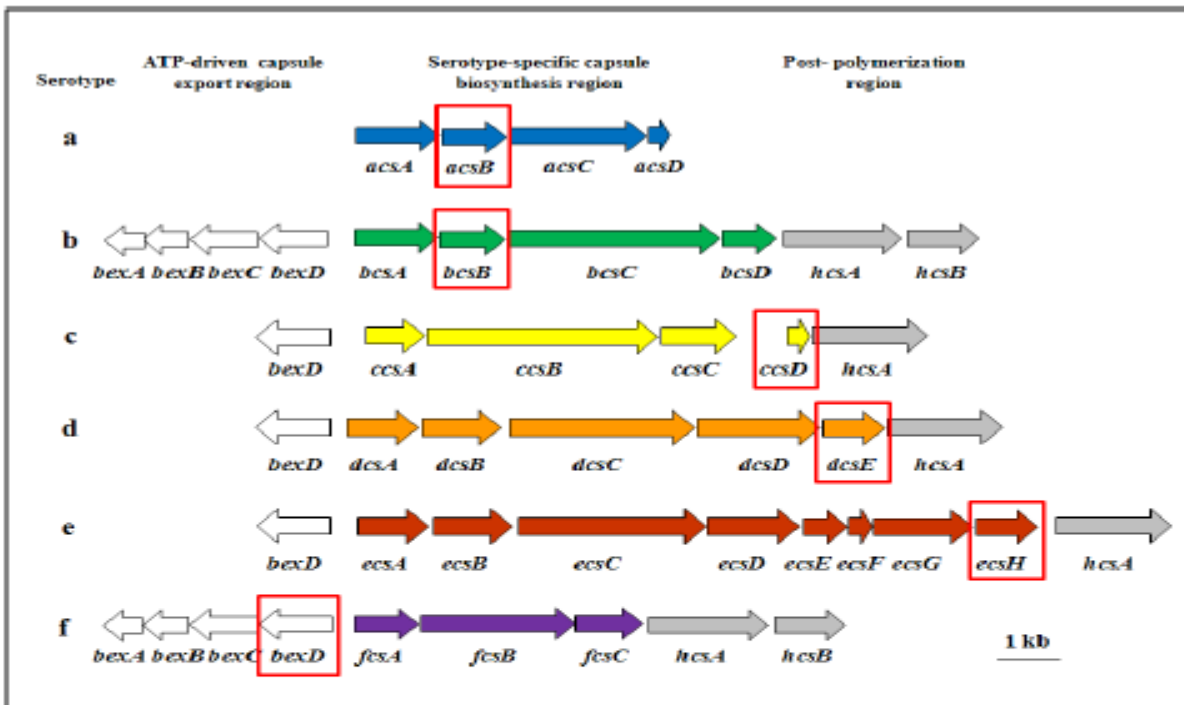 ATP-driven capsule export region
Serotype-specific capsule biosynthesis region
Post- polymerization region
Serotype
a
acsA acsB acsC acsD
b
bexA bexB bexC bexD bcsA bcsB bcsC bcsD hcsA hcsB
c
bexD ccsA ccsB ccsC ccsD hcsA
d
bexD dcsA dcsB dcsC dcsD dcsE hcsA
e
bexD ecsA ecsB ecsC ecsD ecsE ecsF ecsG ecsH hcsA
f
bexA bexB bexC bexD fcsA fcsB fcsC hcsA hcsB
1 kb